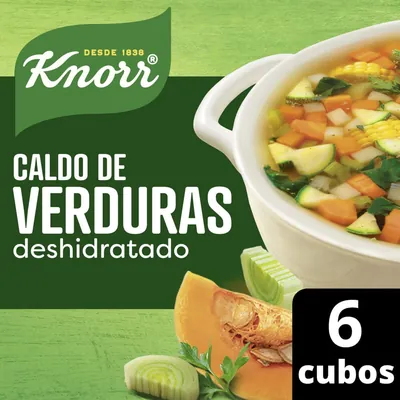 DESDE 1838
Knorr®
CALDO DE
VERDURAS
deshidratado
6
cubos